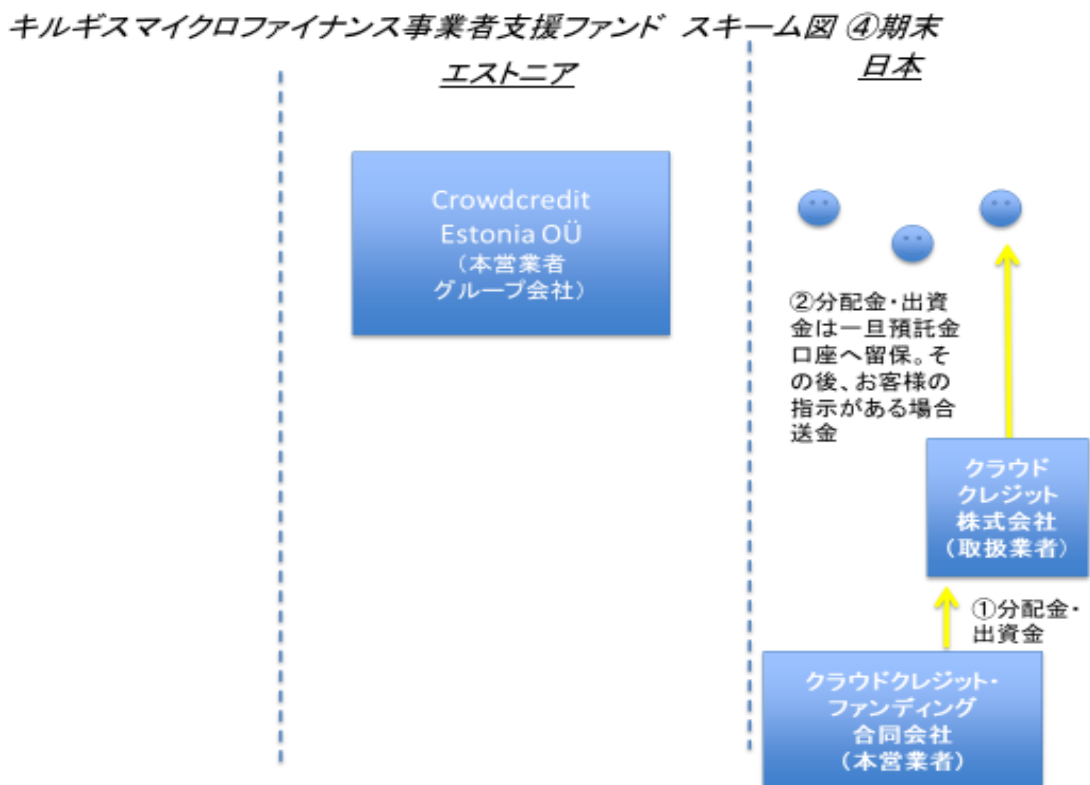 キルギスマイクロファイナンス事業者支援ファンド スキーム図 ④期末
エストニア
日本
Crowdcredit
Estonia OÜ
(本営業者
グループ会社)
②分配金・出資
金は一旦預託金
口座へ留保。そ
の後、お客様の
指示がある場合
送金
クラウド
クレジット
株式会社
(取扱業者)
①分配金・
出資金
クラウドクレジット・
ファンディング
合同会社
(本営業者)